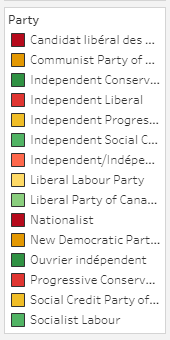 Party
Candidat libéral des ...
Communist Party of ...
Independent Conserv...
Independent Liberal
Independent Progres...
Independent Social C...
Independent/Indépe...
Liberal Labour Party
Liberal Party of Cana...
Nationalist
New Democratic Part...
Ouvrier indépendent
Progressive Conserv...
Social Credit Party of...
Socialist Labour